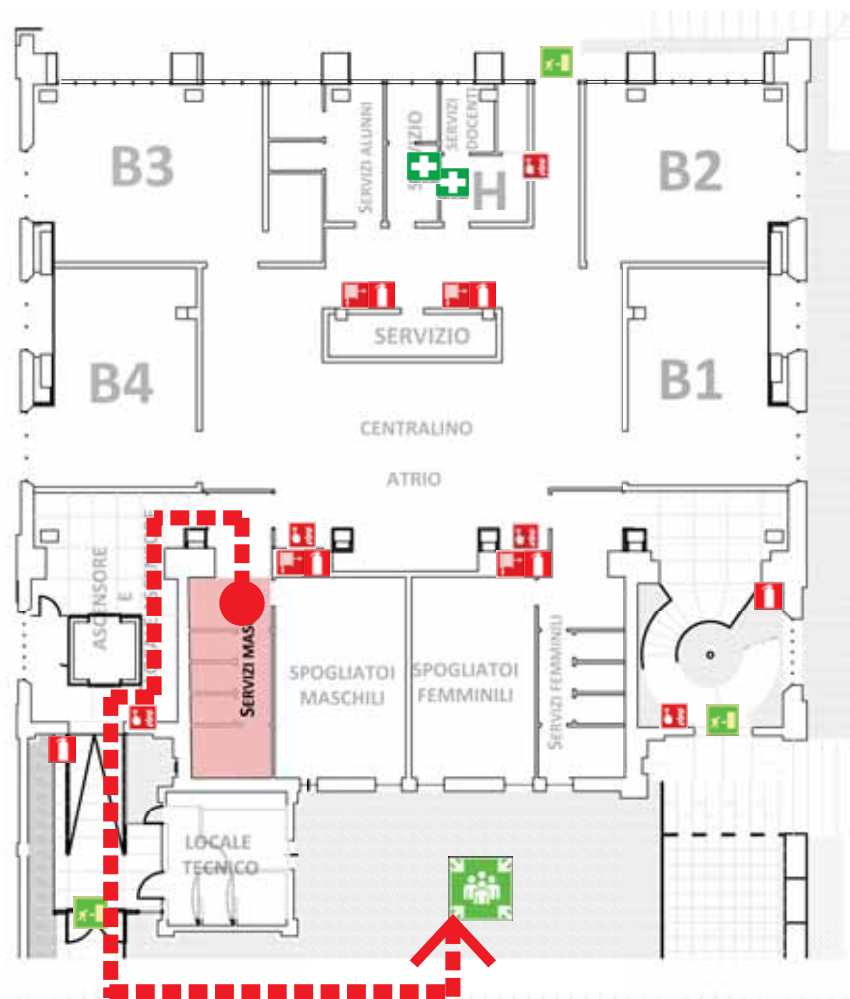 B3
SERVIZI ALUNNI
SERVIZI
DOCENTI
H
B2
SERVIZIO
B4
B1
CENTRALINO
ATRIO
ASCENSORE
E
SERVIZI MAS
SPOGLIATOI
MASCHILI
SPOGLIATOI
FEMMINILI
SERVIZI FEMMINILI
LOCALE
TECNICO